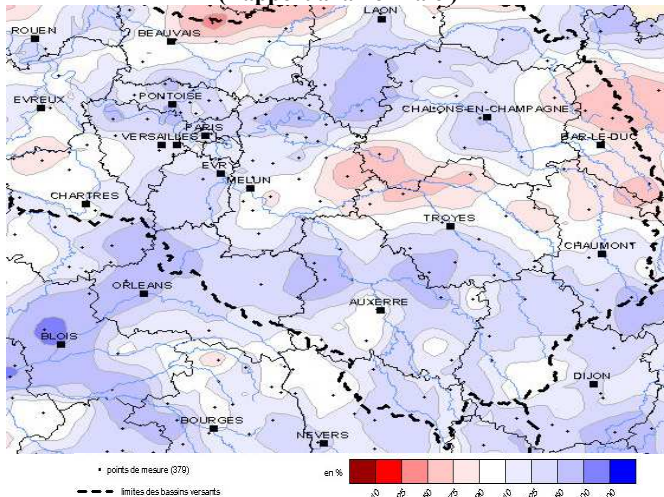 LAON
ROUEN
BEAUVAIS
EVREUX
PONTOISE
CHALONS-EN-CHAMPAGNE
PARIS
VERSAILLES
BAR-LE-DUC
EVRY
MELUN
CHARTRES
TROYES
CHAUMONT
ORLEANS
AUXERRE
BLOIS
DIJON
BOURGES
NEVERS
points de mesure (379)
en %
limites des bassins versants